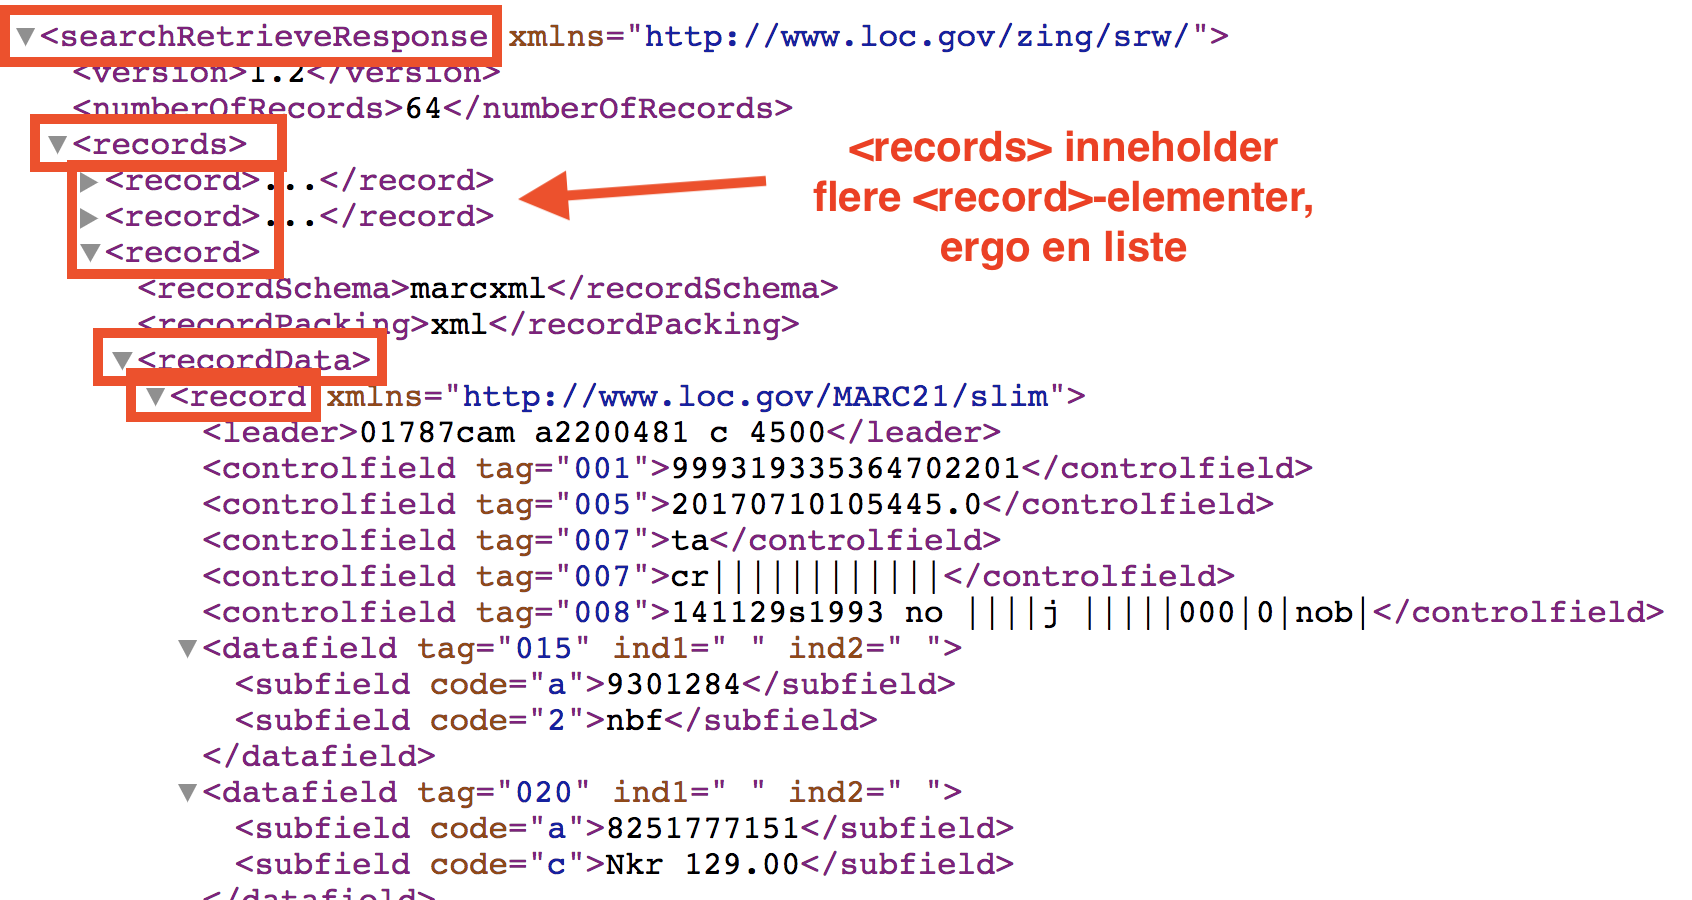 <searchRetrieveResponse xmlns="http://www.loc.gov/zing/srw/">
<version>1.2</version>
<numberOfRecords>64</numberOfRecords>
<records>
<record>...</record>
<record>...</record>
<record>
<records> inneholder
flere <record>-elementer,
ergo en liste
<recordSchema>marcxml</recordSchema>
<recordPacking>xml</recordPacking>
<recordData>
<record xmlns="http://www.loc.gov/MARC21/slim">
<leader>01787cam a2200481 c 4500</leader>
<controlfield tag="001">999319335364702201</controlfield>
<controlfield tag="005">20170710105445.0</controlfield>
<controlfield tag="007">ta</controlfield>
<controlfield tag="007">cr||||||||||||</controlfield>
<controlfield tag="008">141129s1993 no ||||j |||||000|0|nob|</controlfield>
<datafield tag="015" ind1=" " ind2=" ">
<subfield code="a">9301284</subfield>
<subfield code="2">nbf</subfield>
</datafield>
<datafield tag="020" ind1=" " ind2=" ">
<subfield code="a">8251777151</subfield>
<subfield code="c">Nkr 129.00</subfield>
</datafield>